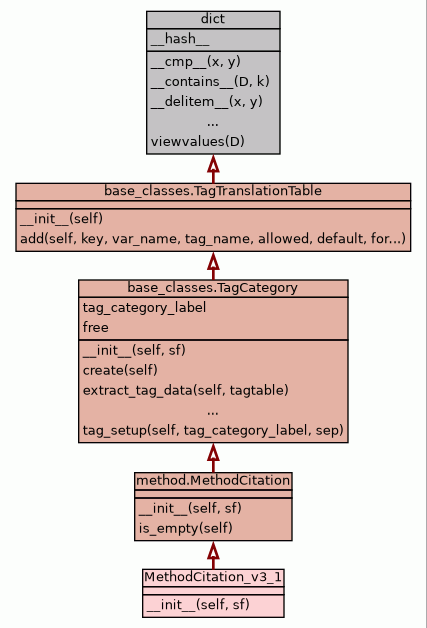 dict
__hash__
__cmp__(x, y)
__contains__(D, k)
__delitem__(x, y)
...
viewvalues(D)
base_classes.TagTranslationTable
__init__(self)
add(self, key, var_name, tag_name, allowed, default, for...)
base_classes.TagCategory
tag_category_label
free
__init__(self, sf)
create(self)
extract_tag_data(self, tagtable)
...
tag_setup(self, tag_category_label, sep)
method.MethodCitation
__init__(self, sf)
is_empty(self)
MethodCitation_v3_1
__init__(self, sf)